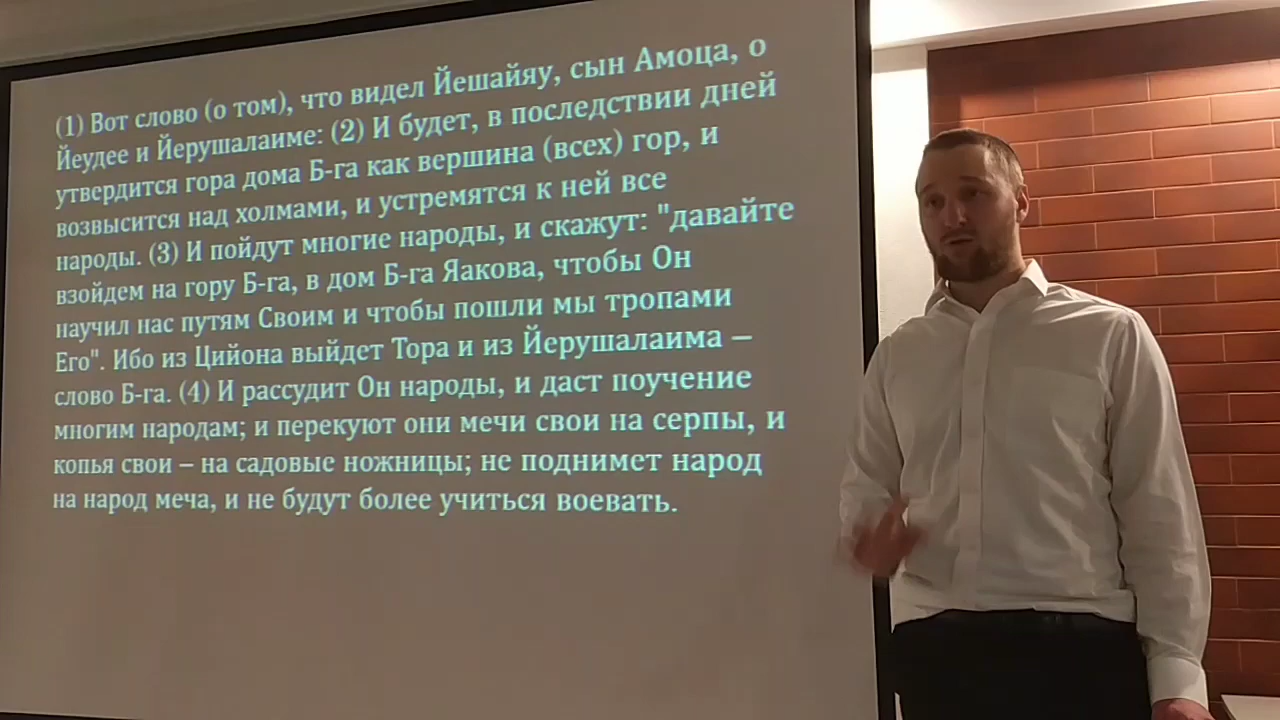 (1) Вот слово (о том), что видел Йешайяу, сын Амоца, о
Йеудее и Йерушалаиме: (2) И будет, в последствии дней
утвердится гора дома Б-га как вершина (всех) гор, и
возвысится над холмами, и устремятся к ней все
народы. (3) И пойдут многие народы, и скажут: "давайте
взойдем на гору Б-га, в дом Б-га Яакова, чтобы Он
научил нас путям Своим и чтобы пошли мы тропами
Его". Ибо из Цийона выйдет Тора и из Йерушалаима –
слово Б-га. (4) И рассудит Он народы, и даст поучение
многим народам; и перекуют они мечи свои на серпы, и
копья свои – на садовые ножницы; не поднимет народ
на народ меча, и не будут более учиться воевать.